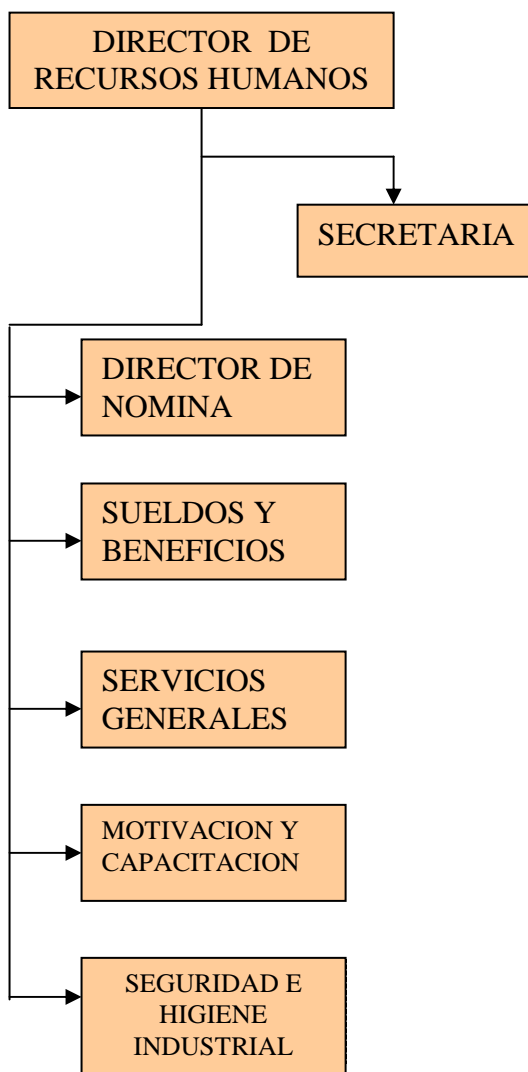 DIRECTOR DE
RECURSOS HUMANOS
SECRETARIA
DIRECTOR DE
NOMINA
SUELDOS Y
BENEFICIOS
SERVICIOS
GENERALES
MOTIVACION Y
CAPACITACION
SEGURIDAD E
HIGIENE
INDUSTRIAL